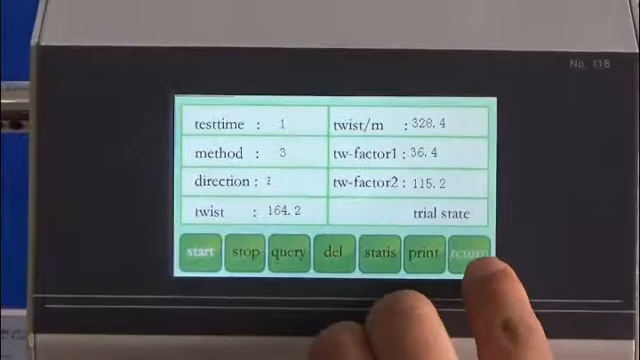 No. 118
testtime : 1 twist/m : 328.4
method : 3 tw-factor1 : 36.4
direction : z tw-factor2 : 115.2
twist : 164.2 trial state
start stop query del statis print return